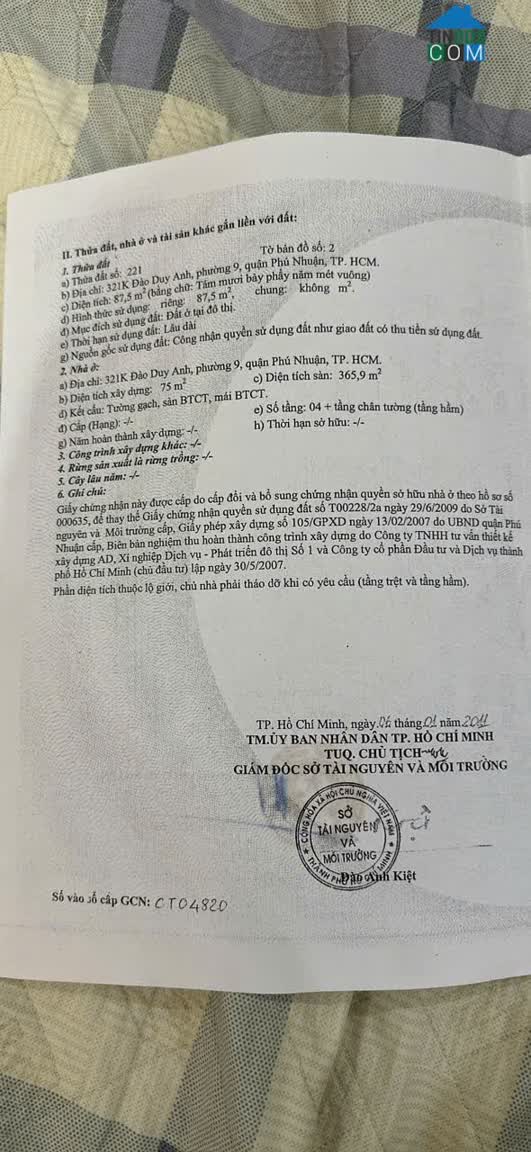 COM
II. Thửa đất, nhà ở và tài sản khác gắn liền với đất:
1. Thửa đất
a) Thửa đất số: 221 Tờ bản đồ số: 2
b) Địa chỉ: 321K Đào Duy Anh, phường 9, quận Phú Nhuận, TP. HCM.
c) Diện tích: 87,5 m² (bằng chữ: Tám mươi bảy phẩy năm mét vuông)
d) Hình thức sử dụng: riêng: 87,5 m², chung: không m².
đ) Mục đích sử dụng đất: Đất ở tại đô thị.
e) Thời hạn sử dụng đất: Lâu dài
g) Nguồn gốc sử dụng đất: Công nhận quyền sử dụng đất như giao đất có thu tiền sử dụng đất.
2. Nhà ở:
a) Địa chỉ: 321K Đào Duy Anh, phường 9, quận Phú Nhuận, TP. HCM.
b) Diện tích xây dựng: 75 m² c) Diện tích sàn: 365,9 m²
d) Kết cấu: Tường gạch, sàn BTCT, mái BTCT.
đ) Cấp (Hạng): -/- e) Số tầng: 04 + tầng chân tường (tầng hầm)
g) Năm hoàn thành xây dựng: -/- h) Thời hạn sở hữu: -/-
3. Công trình xây dựng khác: -/-
4. Rừng sản xuất là rừng trồng: -/-
5. Cây lâu năm: -/-
6. Ghi chú:
Giấy chứng nhận này được cấp do cấp đổi và bổ sung chứng nhận quyền sở hữu nhà ở theo hồ sơ số
000635, để thay thế Giấy chứng nhận quyền sử dụng đất số T00228/2a ngày 29/6/2009 do Sở Tài
nguyên và Môi trường cấp, Giấy phép xây dựng số 105/GPXD ngày 13/02/2007 do UBND quận Phú
Nhuận cấp, Biên bản nghiệm thu hoàn thành công trình xây dựng do Công ty TNHH tư vấn thiết kế
xây dựng AD, Xí nghiệp Dịch vụ - Phát triển đô thị Số 1 và Công ty cổ phần Đầu tư và Dịch vụ thành
phố Hồ Chí Minh (chủ đầu tư) lập ngày 30/5/2007.
Phần diện tích thuộc lộ giới, chủ nhà phải tháo dỡ khi có yêu cầu (tầng trệt và tầng hầm).
TP. Hồ Chí Minh, ngày 06 tháng 01 năm 2011
TM.ỦY BAN NHÂN DÂN TP. HỒ CHÍ MINH
TUQ. CHỦ TỊCH
GIÁM ĐỐC SỞ TÀI NGUYÊN VÀ MÔI TRƯỜNG
CỘNG HÒA XÃ HỘI CHỦ NGHĨA VIỆT NAM
SỞ
TÀI NGUYÊN
VÀ
MÔI TRƯỜNG
Đào Anh Kiệt
Số vào sổ cấp GCN: CT04820